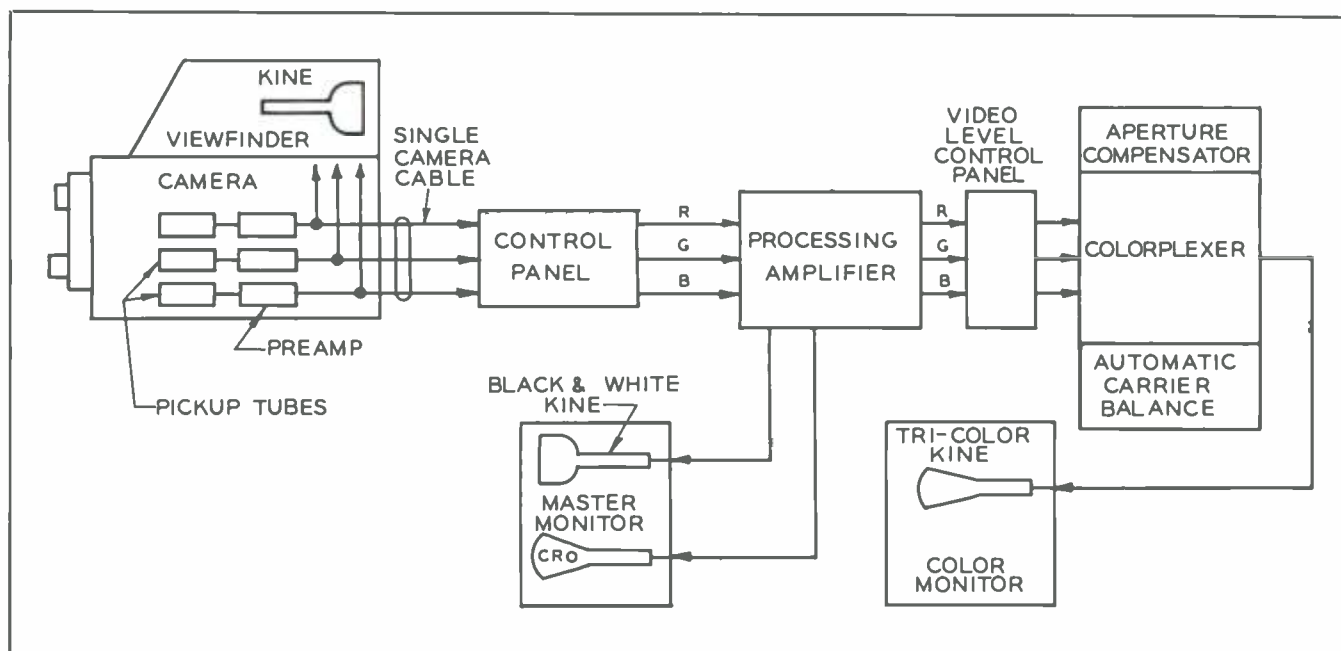 KINE
VIEWFINDER
CAMERA
SINGLE
CAMERA
CABLE
PREAMP
PICKUP TUBES
CONTROL
PANEL
R
G
B
PROCESSING
AMPLIFIER
R
G
B
VIDEO
LEVEL
CONTROL
PANEL
APERTURE
COMPENSATOR
COLORPLEXER
AUTOMATIC
CARRIER
BALANCE
BLACK & WHITE
KINE
MASTER
MONITOR
CRO
TRI-COLOR
KINE
COLOR
MONITOR